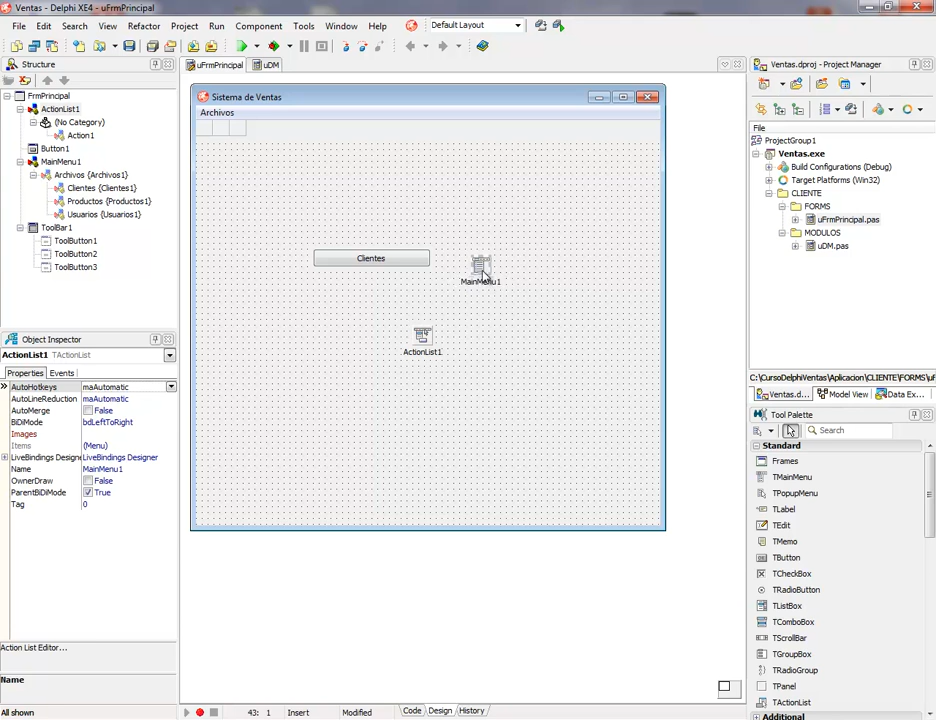 Ventas - Delphi XE4 - uFrmPrincipal
File Edit Search View Refactor Project Run Component Tools Window Help Default Layout
uFrmPrincipal uDM
Structure
FrmPrincipal
ActionList1
(No Category)
Action1
Button1
MainMenu1
Archivos {Archivos1}
Clientes {Clientes1}
Productos {Productos1}
Usuarios {Usuarios1}
ToolBar1
ToolButton1
ToolButton2
ToolButton3
Object Inspector
ActionList1 TActionList
Properties Events
AutoHotkeys maAutomatic
AutoLineReduction maAutomatic
AutoMerge False
BiDiMode bdLeftToRight
Images
Items (Menu)
LiveBindings Designer LiveBindings Designer
Name MainMenu1
OwnerDraw False
ParentBiDiMode True
Tag 0
Action List Editor...
Name
All shown
Sistema de Ventas
Archivos
Clientes
MainMenu1
ActionList1
43: 1 Insert Modified Code Design History
Ventas.dproj - Project Manager
File
ProjectGroup1
Ventas.exe
Build Configurations (Debug)
Target Platforms (Win32)
CLIENTE
FORMS
uFrmPrincipal.pas
MODULOS
uDM.pas
C:\CursoDelphiVentas\Aplicacion\CLIENTE\FORMS\uF
Ventas.d... Model View Data Ex...
Tool Palette
Search
Standard
Frames
TMainMenu
TPopupMenu
TLabel
TEdit
TMemo
TButton
TCheckBox
TRadioButton
TListBox
TComboBox
TScrollBar
TGroupBox
TRadioGroup
TPanel
TActionList
Additional